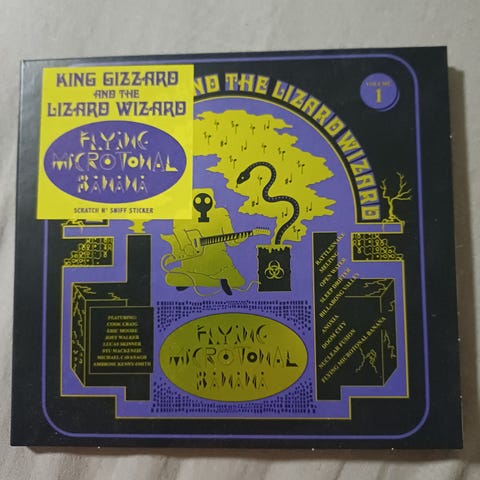 KING GIZZARD
AND THE
LIZARD WIZARD
FLYING
MICROTONAL
BANANA
SCRATCH N' SNIFF STICKER
AND THE LIZARD WIZARD
VOLUME
1
RATTLESNAKE
MELTING
OPEN WATER
SLEEP DRIFTER
BILLABONG VALLEY
ANOXIA
DOOM CITY
NUCLEAR FUSION
FLYING MICROTONAL BANANA
FEATURING:
COOK CRAIG
ERIC MOORE
JOEY WALKER
LUCAS SKINNER
STU MACKENZIE
MICHAEL CAVANAGH
AMBROSE KENNY-SMITH
FLYING
MICROTONAL
BANANA